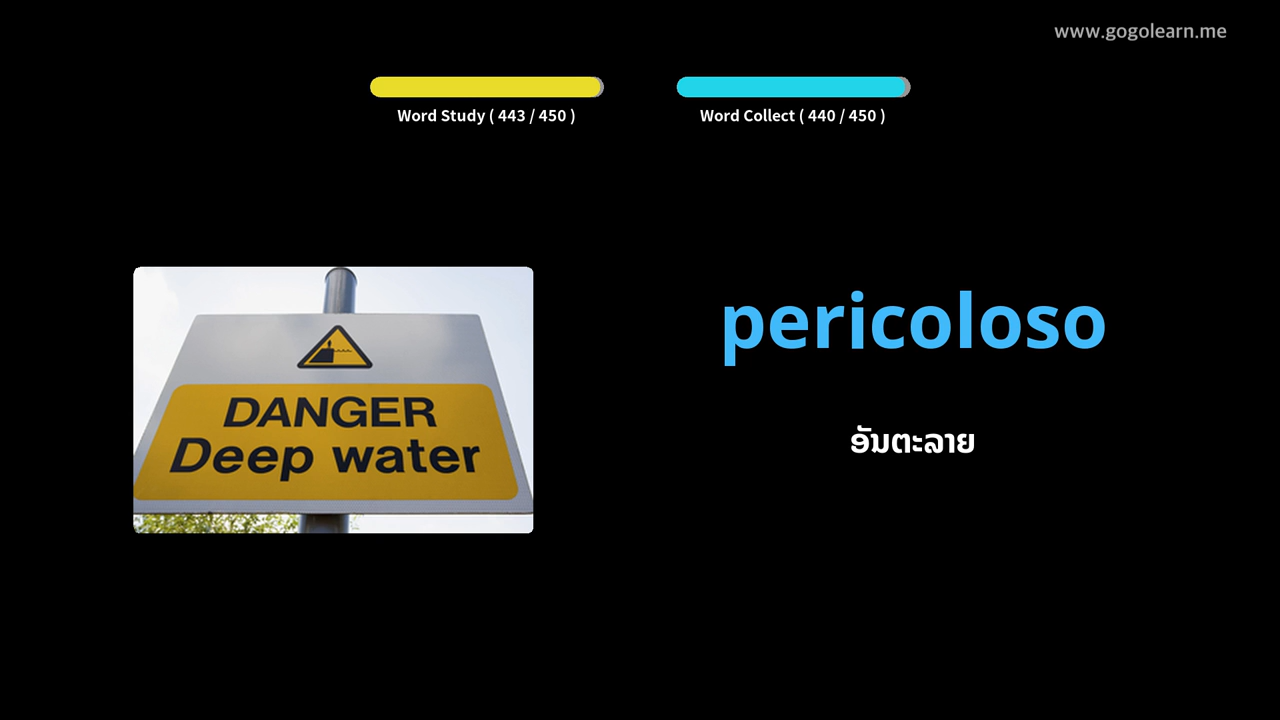 www.gogolearn.me
Word Study ( 443 / 450 )
Word Collect ( 440 / 450 )
DANGER
Deep water
pericoloso
ອັນຕະລາຍ